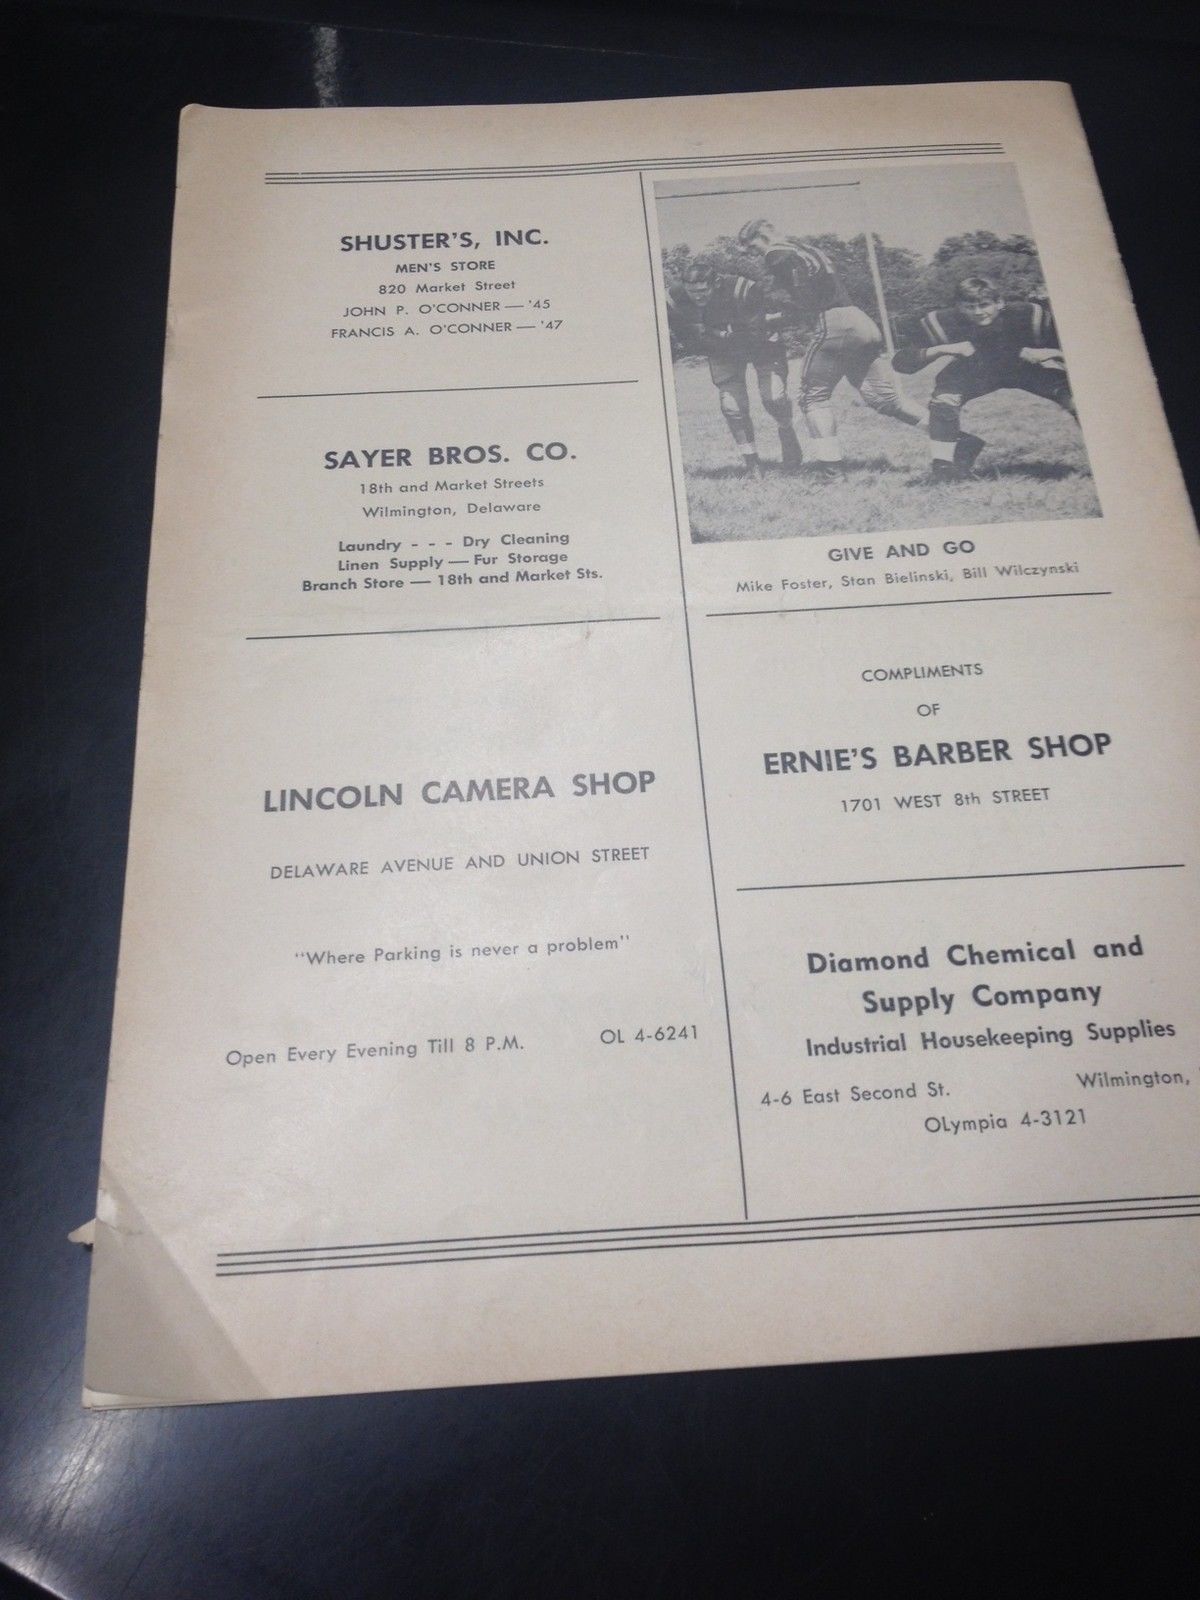 SHUSTER'S, INC.
MEN'S STORE
820 Market Street
JOHN P. O'CONNER — '45
FRANCIS A. O'CONNER — '47
SAYER BROS. CO.
18th and Market Streets
Wilmington, Delaware
Laundry - - - Dry Cleaning
Linen Supply — Fur Storage
Branch Store — 18th and Market Sts.
LINCOLN CAMERA SHOP
DELAWARE AVENUE AND UNION STREET
"Where Parking is never a problem"
Open Every Evening Till 8 P.M. OL 4-6241
GIVE AND GO
Mike Foster, Stan Bielinski, Bill Wilczynski
COMPLIMENTS
OF
ERNIE'S BARBER SHOP
1701 WEST 8th STREET
Diamond Chemical and
Supply Company
Industrial Housekeeping Supplies
4-6 East Second St. Wilmington,
OLympia 4-3121